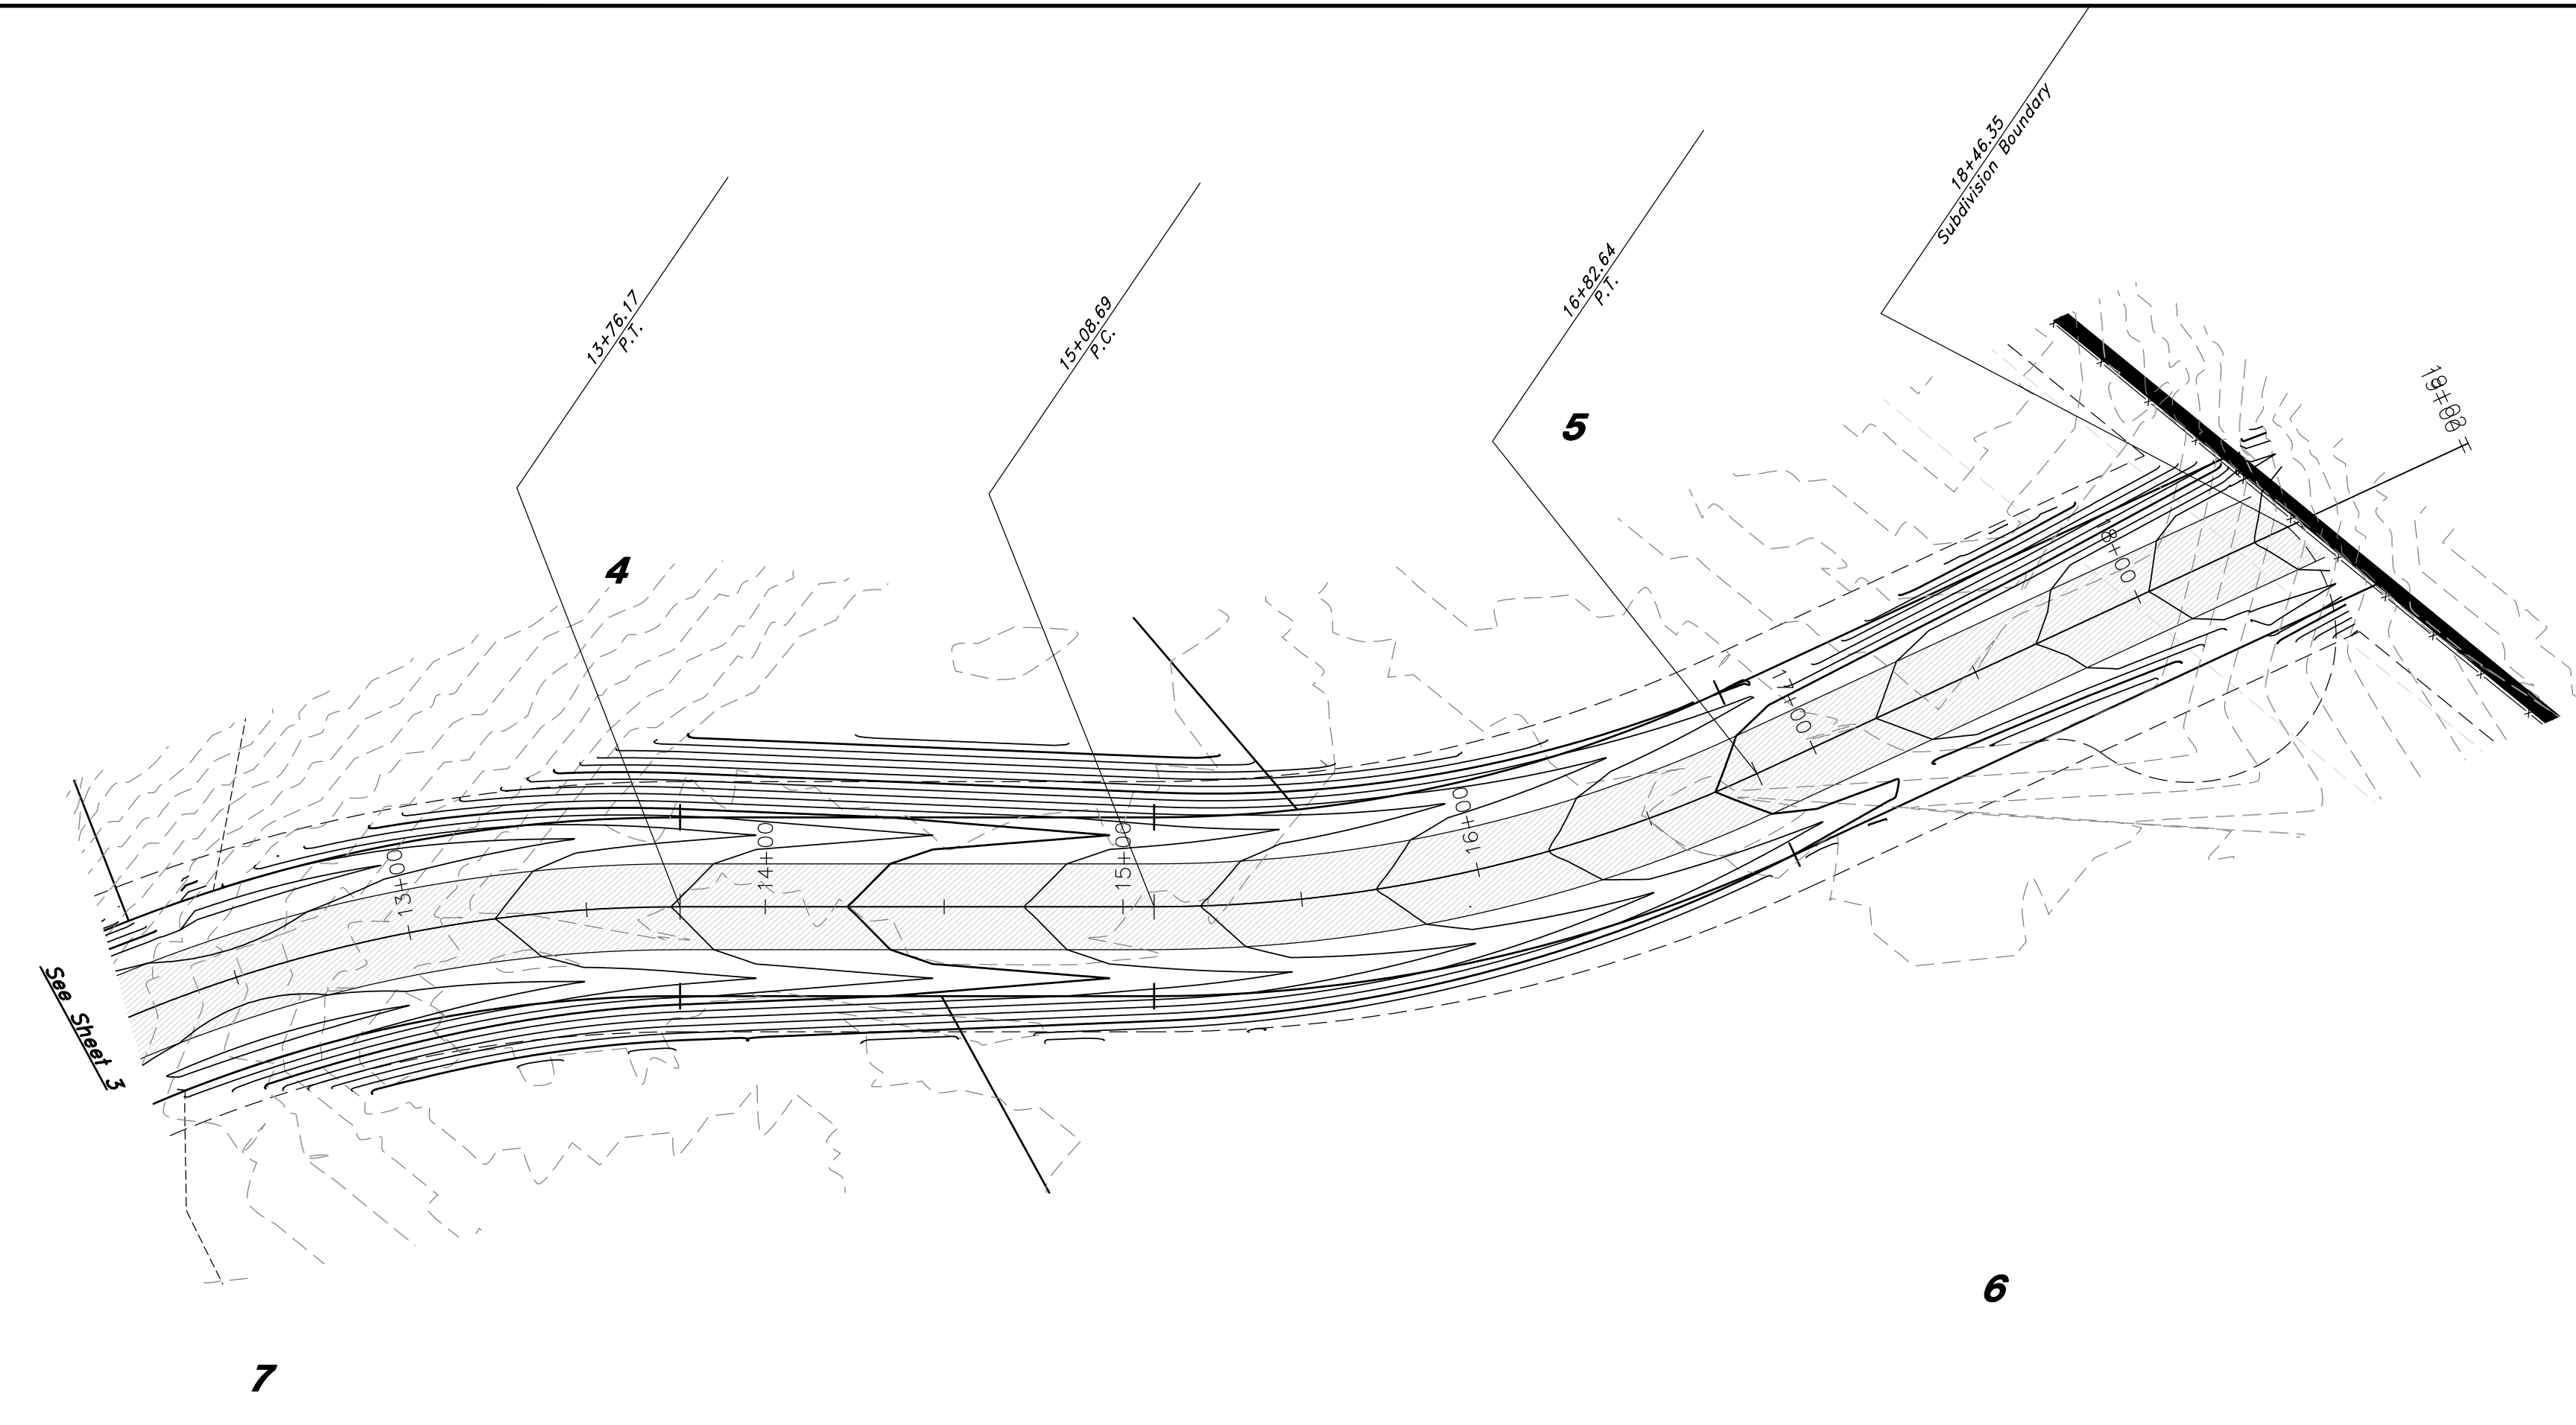 18+46.35
Subdivision Boundary
16+82.64
P.T.
13+76.17
P.T.
15+08.69
P.C.
5
4
18+00
17+00
16+00
15+00
14+00
13+00
See Sheet 3
6
7